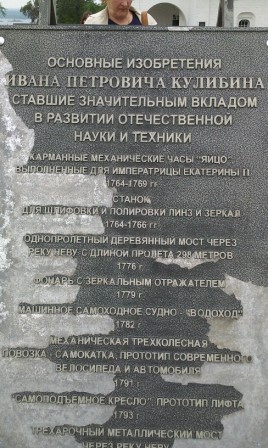 ОСНОВНЫЕ ИЗОБРЕТЕНИЯ
ИВАНА ПЕТРОВИЧА КУЛИБИНА
СТАВШИЕ ЗНАЧИТЕЛЬНЫМ ВКЛАДОМ
В РАЗВИТИИ ОТЕЧЕСТВЕННОЙ
НАУКИ И ТЕХНИКИ
КАРМАННЫЕ МЕХАНИЧЕСКИЕ ЧАСЫ "ЯЙЦО",
ВЫПОЛНЕННЫЕ ДЛЯ ИМПЕРАТРИЦЫ ЕКАТЕРИНЫ II
1764-1769 гг
СТАНОК
ДЛЯ ШЛИФОВКИ И ПОЛИРОВКИ ЛИНЗ И ЗЕРКАЛ
1764-1766 гг
ОДНОПРОЛЕТНЫЙ ДЕРЕВЯННЫЙ МОСТ ЧЕРЕЗ
РЕКУ НЕВУ С ДЛИНОЙ ПРОЛЕТА 298 МЕТРОВ
1776 г
ФОНАРЬ С ЗЕРКАЛЬНЫМ ОТРАЖАТЕЛЕМ
1779 г
МАШИННОЕ САМОХОДНОЕ СУДНО - "ВОДОХОД"
1782 г
МЕХАНИЧЕСКАЯ ТРЕХКОЛЕСНАЯ
ПОВОЗКА - САМОКАТКА, ПРОТОТИП СОВРЕМЕННОГО
ВЕЛОСИПЕДА И АВТОМОБИЛЯ
1791 г
"САМОПОДЪЕМНОЕ КРЕСЛО": ПРОТОТИП ЛИФТА
1793 г
ТРЕХАРОЧНЫЙ МЕТАЛЛИЧЕСКИЙ МОСТ
ЧЕРЕЗ РЕКУ НЕВУ